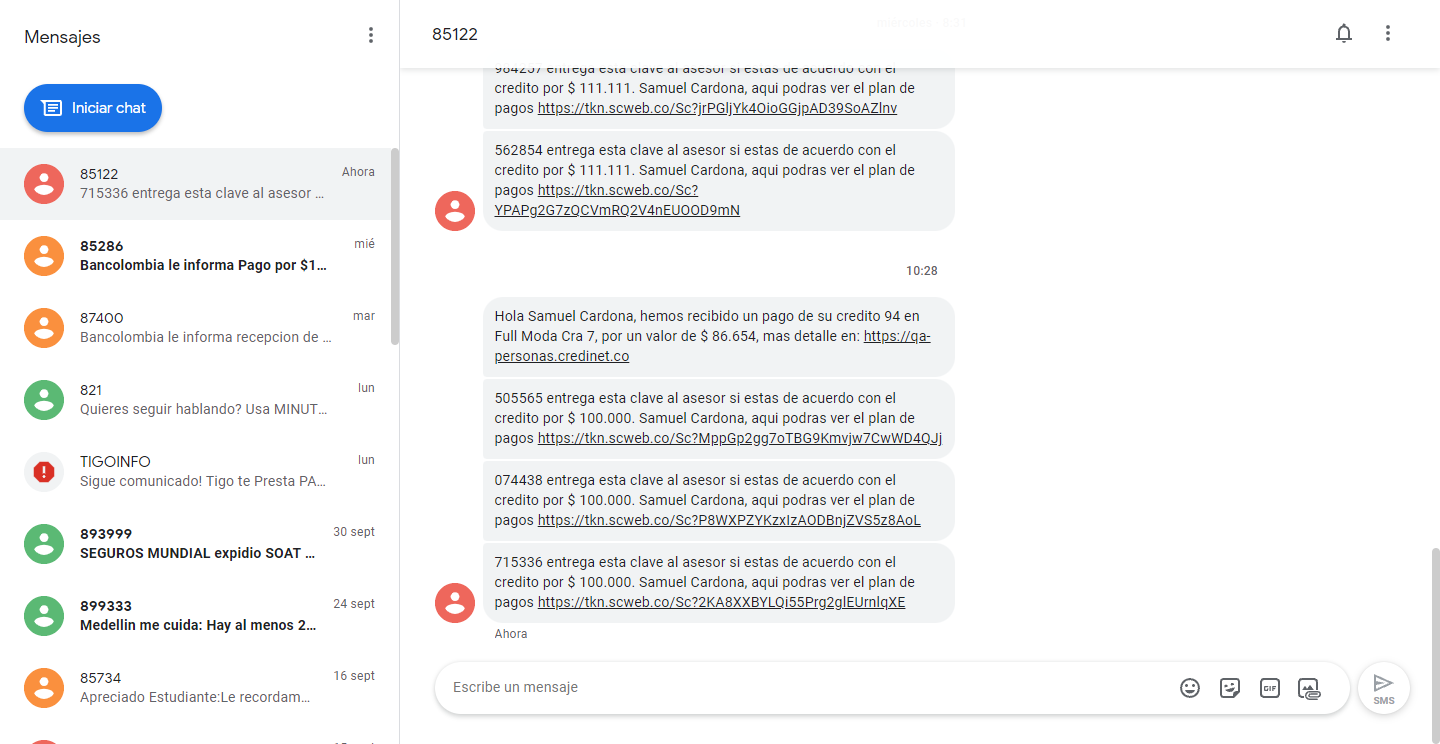 Mensajes
Iniciar chat
85122
Ahora
715336 entrega esta clave al asesor ...
85286
mié
Bancolombia le informa Pago por $1...
87400
mar
Bancolombia le informa recepcion de ...
821
lun
Quieres seguir hablando? Usa MINUT...
TIGOINFO
lun
Sigue comunicado! Tigo te Presta PA...
893999
30 sept
SEGUROS MUNDIAL expidio SOAT ...
899333
24 sept
Medellin me cuida: Hay al menos 2...
85734
16 sept
Apreciado Estudiante:Le recordam...
85122
984257 entrega esta clave al asesor si estas de acuerdo con el
credito por $ 111.111. Samuel Cardona, aqui podras ver el plan de
pagos https://tkn.scweb.co/Sc?jrPGljYk4OioGGjpAD39SoAZlnv
562854 entrega esta clave al asesor si estas de acuerdo con el
credito por $ 111.111. Samuel Cardona, aqui podras ver el plan de
pagos https://tkn.scweb.co/Sc?
YPAPg2G7zQCVmRQ2V4nEUOOD9mN
10:28
Hola Samuel Cardona, hemos recibido un pago de su credito 94 en
Full Moda Cra 7, por un valor de $ 86.654, mas detalle en: https://qa-
personas.credinet.co
505565 entrega esta clave al asesor si estas de acuerdo con el
credito por $ 100.000. Samuel Cardona, aqui podras ver el plan de
pagos https://tkn.scweb.co/Sc?MppGp2gg7oTBG9Kmvjw7CwWD4QJj
074438 entrega esta clave al asesor si estas de acuerdo con el
credito por $ 100.000. Samuel Cardona, aqui podras ver el plan de
pagos https://tkn.scweb.co/Sc?P8WXPZYKzxIzAODBnjZVS5z8AoL
715336 entrega esta clave al asesor si estas de acuerdo con el
credito por $ 100.000. Samuel Cardona, aqui podras ver el plan de
pagos https://tkn.scweb.co/Sc?2KA8XXBYLQi55Prg2glEUrnlqXE
Ahora
Escribe un mensaje
GIF
SMS